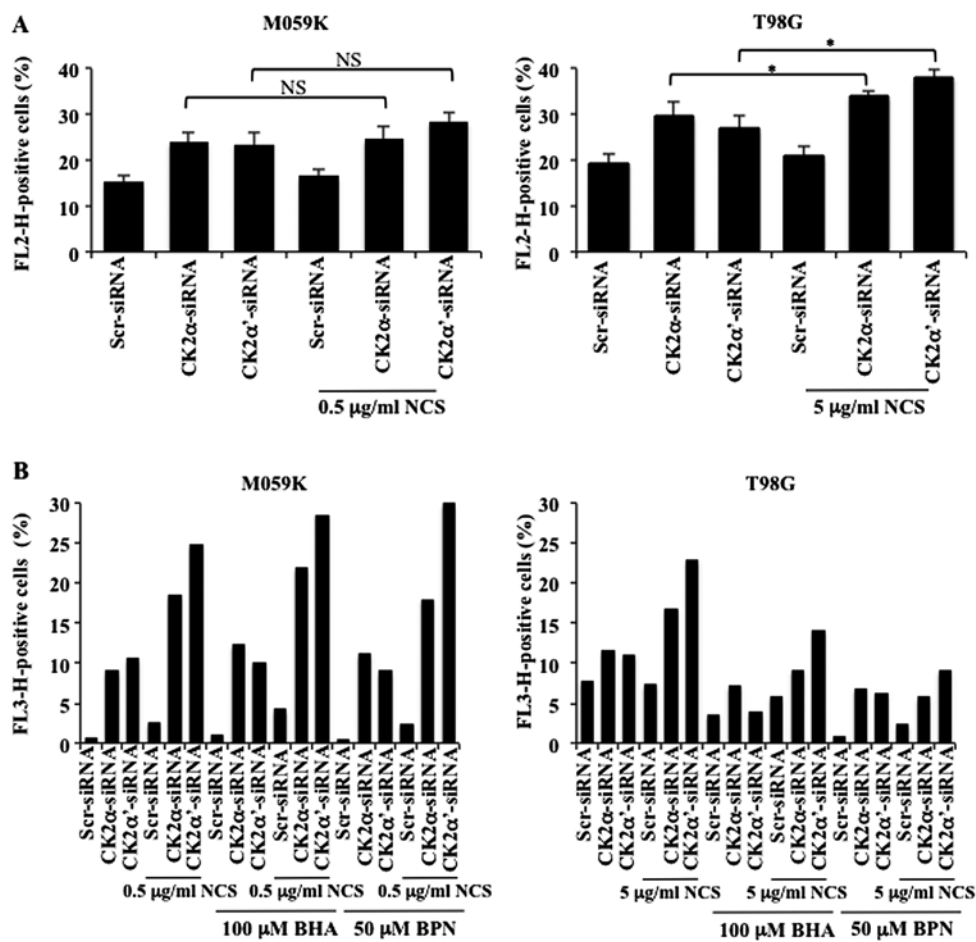 A
M059K
T98G
FL2-H-positive cells (%)
40
30
20
10
0
NS
NS
Scr-siRNA
CK2α-siRNA
CK2α’-siRNA
Scr-siRNA
CK2α-siRNA
CK2α’-siRNA
0.5 µg/ml NCS
FL2-H-positive cells (%)
40
30
20
10
0
*
*
Scr-siRNA
CK2α-siRNA
CK2α’-siRNA
Scr-siRNA
CK2α-siRNA
CK2α’-siRNA
5 µg/ml NCS
B
M059K
T98G
FL3-H-positive cells (%)
30
25
20
15
10
5
0
Scr-siRNA
CK2α-siRNA
CK2α’-siRNA
Scr-siRNA
CK2α-siRNA
CK2α’-siRNA
Scr-siRNA
CK2α-siRNA
CK2α’-siRNA
Scr-siRNA
CK2α-siRNA
CK2α’-siRNA
Scr-siRNA
CK2α-siRNA
CK2α’-siRNA
Scr-siRNA
CK2α-siRNA
CK2α’-siRNA
0.5 µg/ml NCS
0.5 µg/ml NCS
0.5 µg/ml NCS
100 µM BHA
50 µM BPN
FL3-H-positive cells (%)
30
25
20
15
10
5
0
Scr-siRNA
CK2α-siRNA
CK2α’-siRNA
Scr-siRNA
CK2α-siRNA
CK2α’-siRNA
Scr-siRNA
CK2α-siRNA
CK2α’-siRNA
Scr-siRNA
CK2α-siRNA
CK2α’-siRNA
Scr-siRNA
CK2α-siRNA
CK2α’-siRNA
Scr-siRNA
CK2α-siRNA
CK2α’-siRNA
5 µg/ml NCS
5 µg/ml NCS
5 µg/ml NCS
100 µM BHA
50 µM BPN